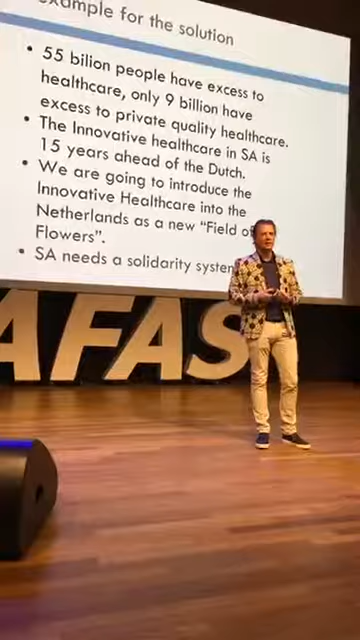 example for the solution
• 55 bilion people have excess to
healthcare, only 9 billion have
excess to private quality healthcare.
• The Innovative healthcare in SA is
15 years ahead of the Dutch.
• We are going to introduce the
Innovative Healthcare into the
Netherlands as a new "Field of
Flowers".
• SA needs a solidarity system
AFAS